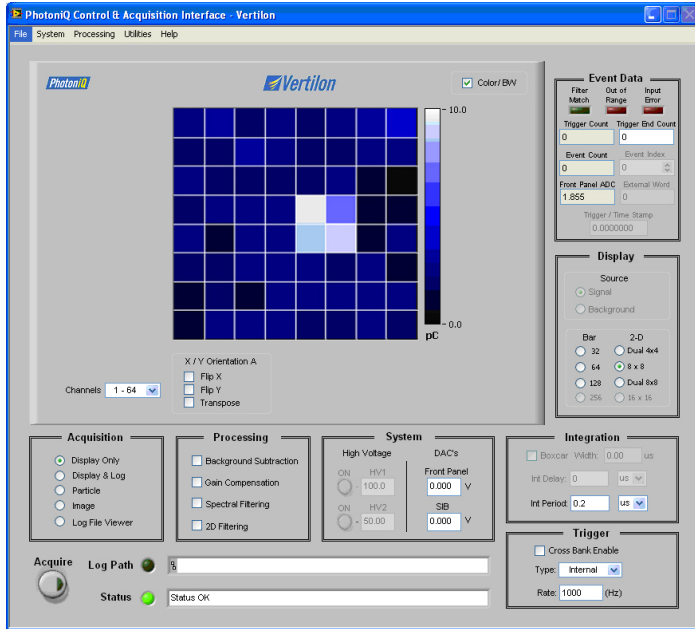 PhotoniQ Control & Acquisition Interface - Vertilon
File System Processing Utilities Help
PhotoniQ
Vertilon
Color/BW
10.0
0.0
pC
Channels 1 - 64
X / Y Orientation A
Flip X
Flip Y
Transpose
Event Data
Filter Match Out of Range Input Error
Trigger Count Trigger End Count
0 0
Event Count Event Index
0 0
Front Panel ADC External Word
1.855 0
Trigger / Time Stamp
0.0000000
Display
Source
Signal
Background
Bar 2-D
32 Dual 4x4
64 8 x 8
128 Dual 8x8
256 16 x 16
Acquisition
Display Only
Display & Log
Particle
Image
Log File Viewer
Processing
Background Subtraction
Gain Compensation
Spectral Filtering
2D Filtering
System
High Voltage DAC's
ON HV1 Front Panel
100.0 0.000 V
ON HV2 SIB
50.00 0.000 V
Integration
Boxcar Width: 0.00 us
Int Delay: 0 us
Int Period: 0.2 us
Trigger
Cross Bank Enable
Type: Internal
Rate: 1000 (Hz)
Acquire
Log Path %
Status Status OK